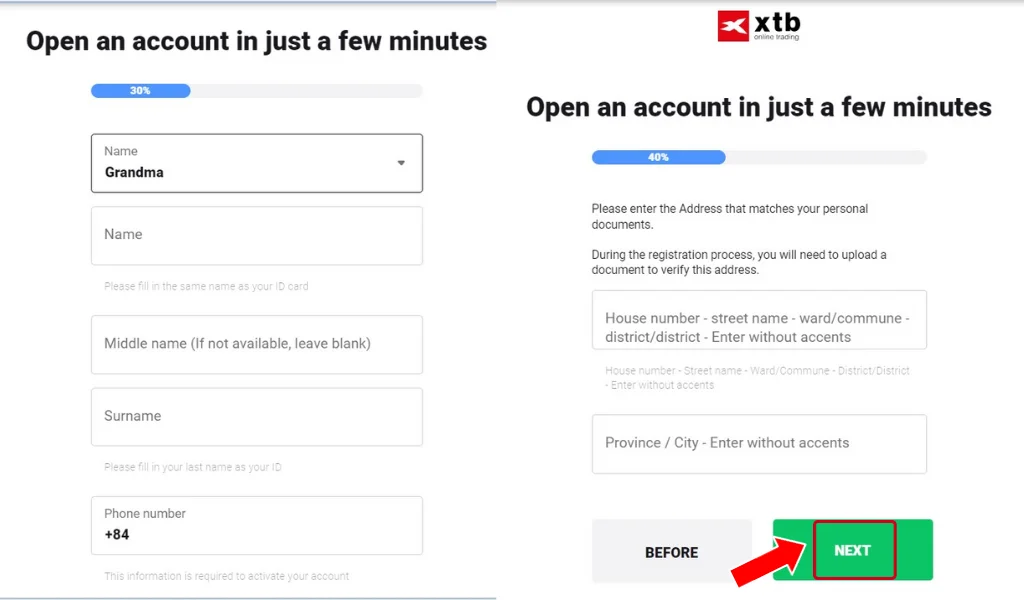 Open an account in just a few minutes
30%
Name
Grandma
Name
Please fill in the same name as your ID card
Middle name (If not available, leave blank)
Surname
Please fill in your last name as your ID
Phone number
+84
This information is required to activate your account
xtb
online trading
Open an account in just a few minutes
40%
Please enter the Address that matches your personal
documents.
During the registration process, you will need to upload a
document to verify this address.
House number - street name - ward/commune -
district/district - Enter without accents
House number - Street name - Ward/Commune - District/District
- Enter without accents
Province / City - Enter without accents
BEFORE
NEXT